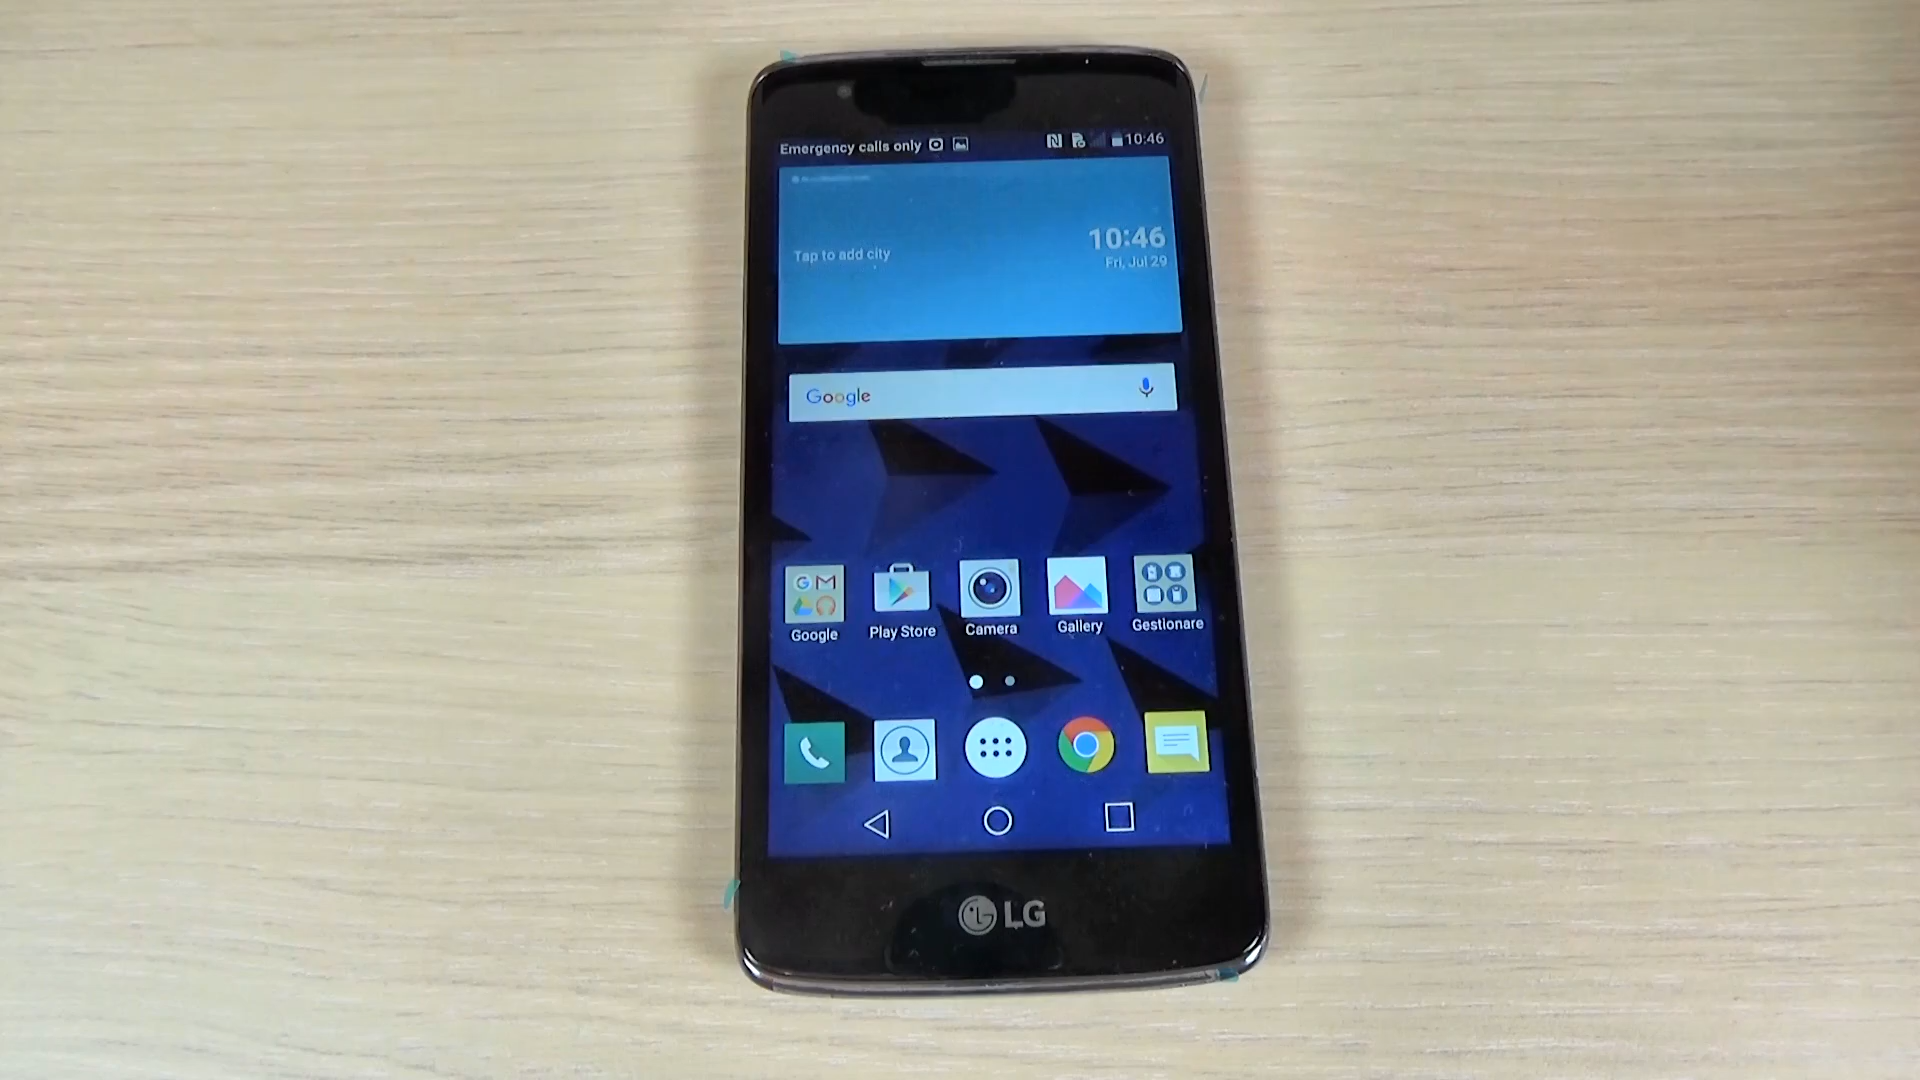 Emergency calls only 10:46
Tap to add city
10:46
Fri, Jul 29
Google
Google
Play Store
Camera
Gallery
Gestionare
LG